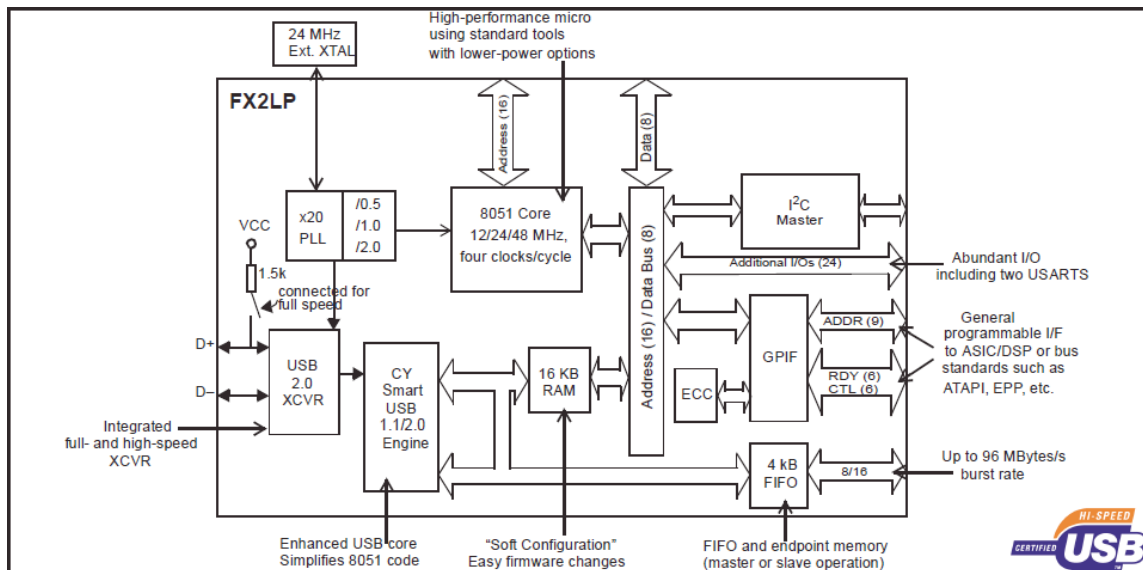 High-performance micro
using standard tools
with lower-power options
24 MHz
Ext. XTAL
FX2LP
Address (16)
Data (8)
x20
PLL
/0.5
/1.0
/2.0
8051 Core
12/24/48 MHz,
four clocks/cycle
I²C
Master
VCC
1.5k
connected for
full speed
Additional I/Os (24)
Abundant I/O
including two USARTS
Address (16) / Data Bus (8)
ADDR (9)
GPIF
RDY (6)
CTL (6)
General
programmable I/F
to ASIC/DSP or bus
standards such as
ATAPI, EPP, etc.
D+
D–
USB
2.0
XCVR
CY
Smart
USB
1.1/2.0
Engine
16 KB
RAM
ECC
Integrated
full- and high-speed
XCVR
4 kB
FIFO
8/16
Up to 96 MBytes/s
burst rate
Enhanced USB core
Simplifies 8051 code
“Soft Configuration”
Easy firmware changes
FIFO and endpoint memory
(master or slave operation)
HI-SPEED
CERTIFIED
USB